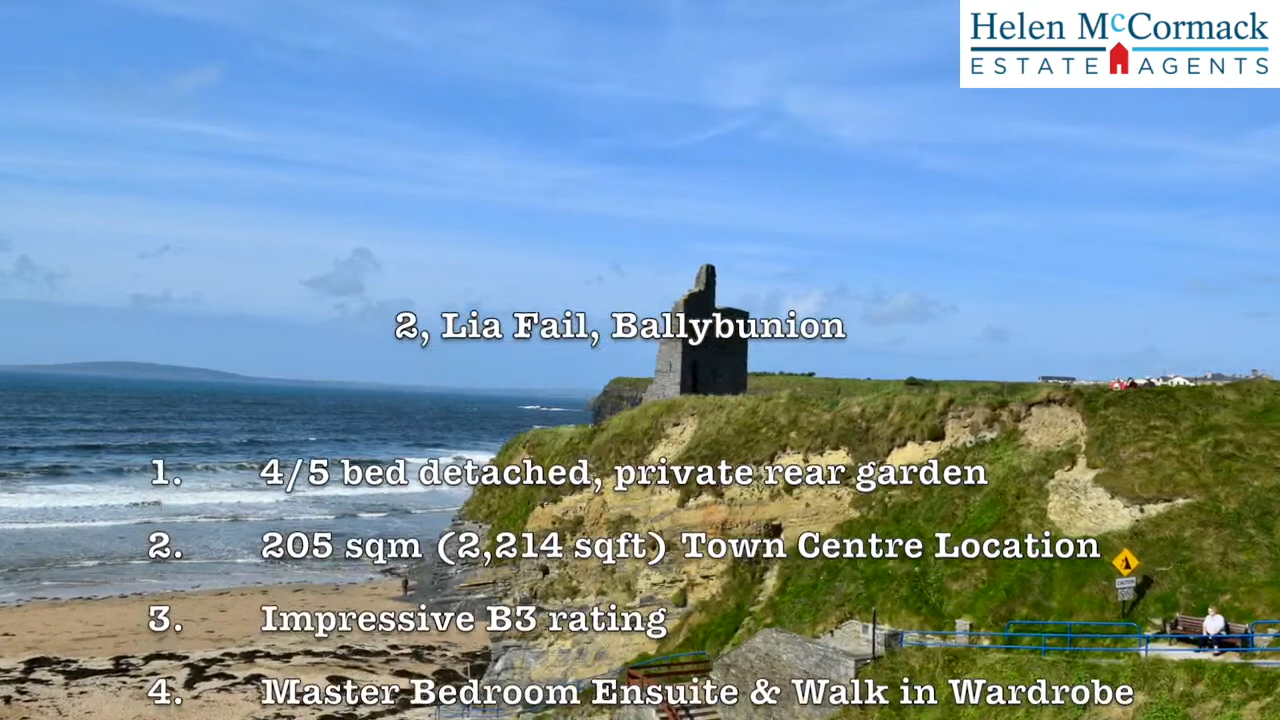 Helen McCormack
ESTATE AGENTS
2, Lia Fail, Ballybunion
1. 4/5 bed detached, private rear garden
2. 205 sqm (2,214 sqft) Town Centre Location
3. Impressive B3 rating
CAUTION
4. Master Bedroom Ensuite & Walk in Wardrobe